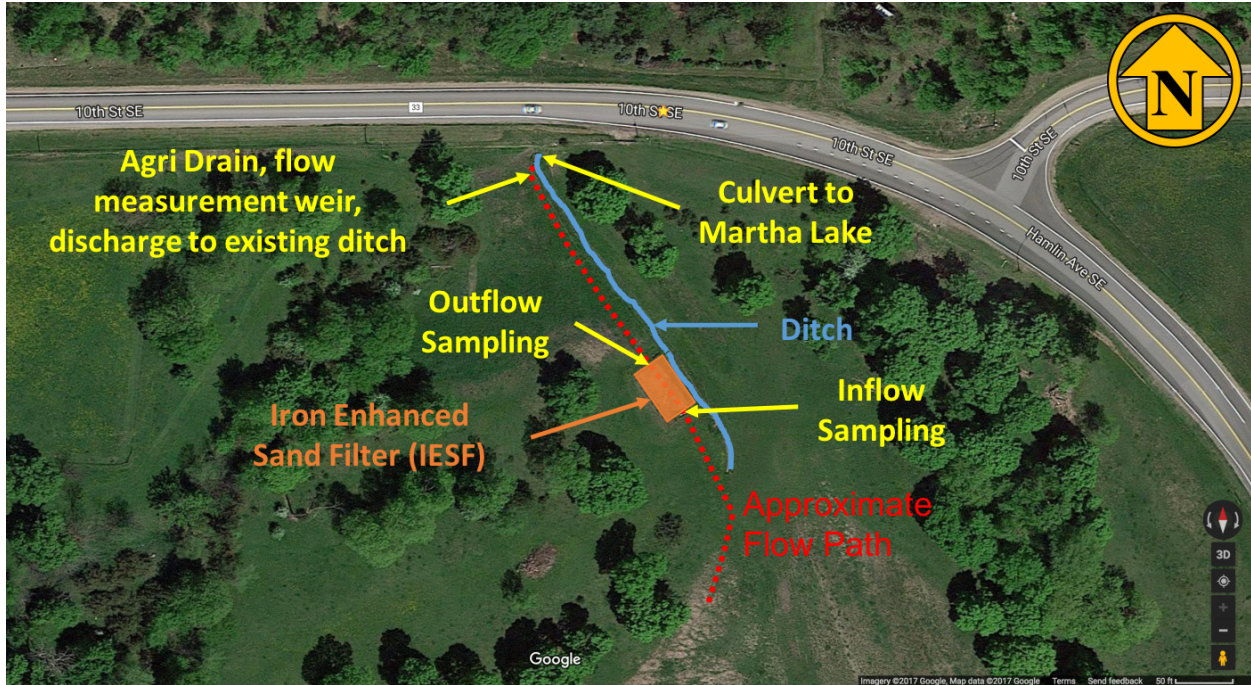 10th St SE
33
10th St SE
10th St SE
10th St SE
Hamlin Ave SE
N
Agri Drain, flow
measurement weir,
discharge to existing ditch
Culvert to
Martha Lake
Outflow
Sampling
Ditch
Inflow
Sampling
Iron Enhanced
Sand Filter (IESF)
Approximate
Flow Path
3D
Google
Imagery ©2017 Google, Map data ©2017 Google Terms Send feedback 50 ft